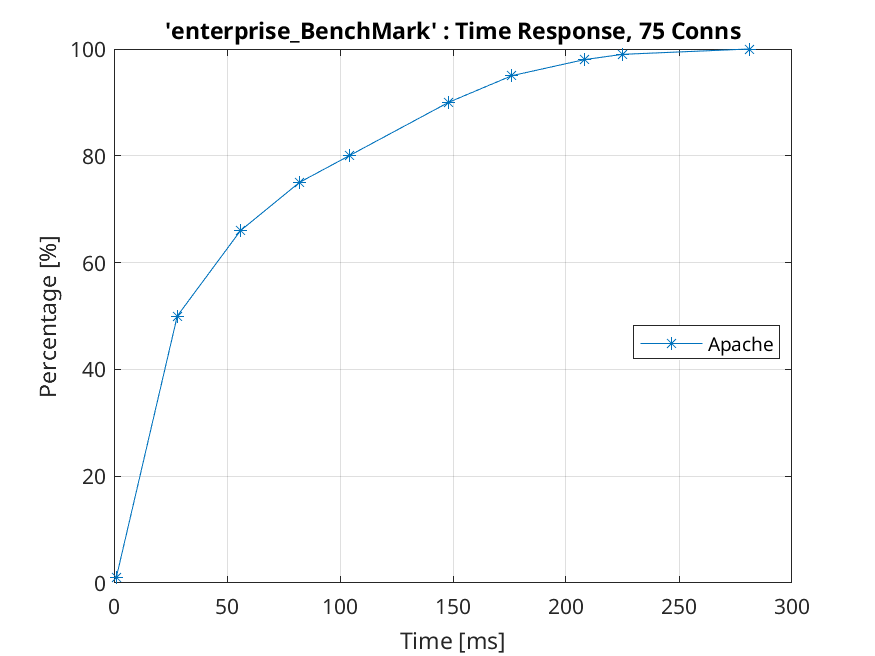 'enterprise_BenchMark' : Time Response, 75 Conns
100
80
60
40
20
0
Percentage [%]
Apache
0 50 100 150 200 250 300
Time [ms]